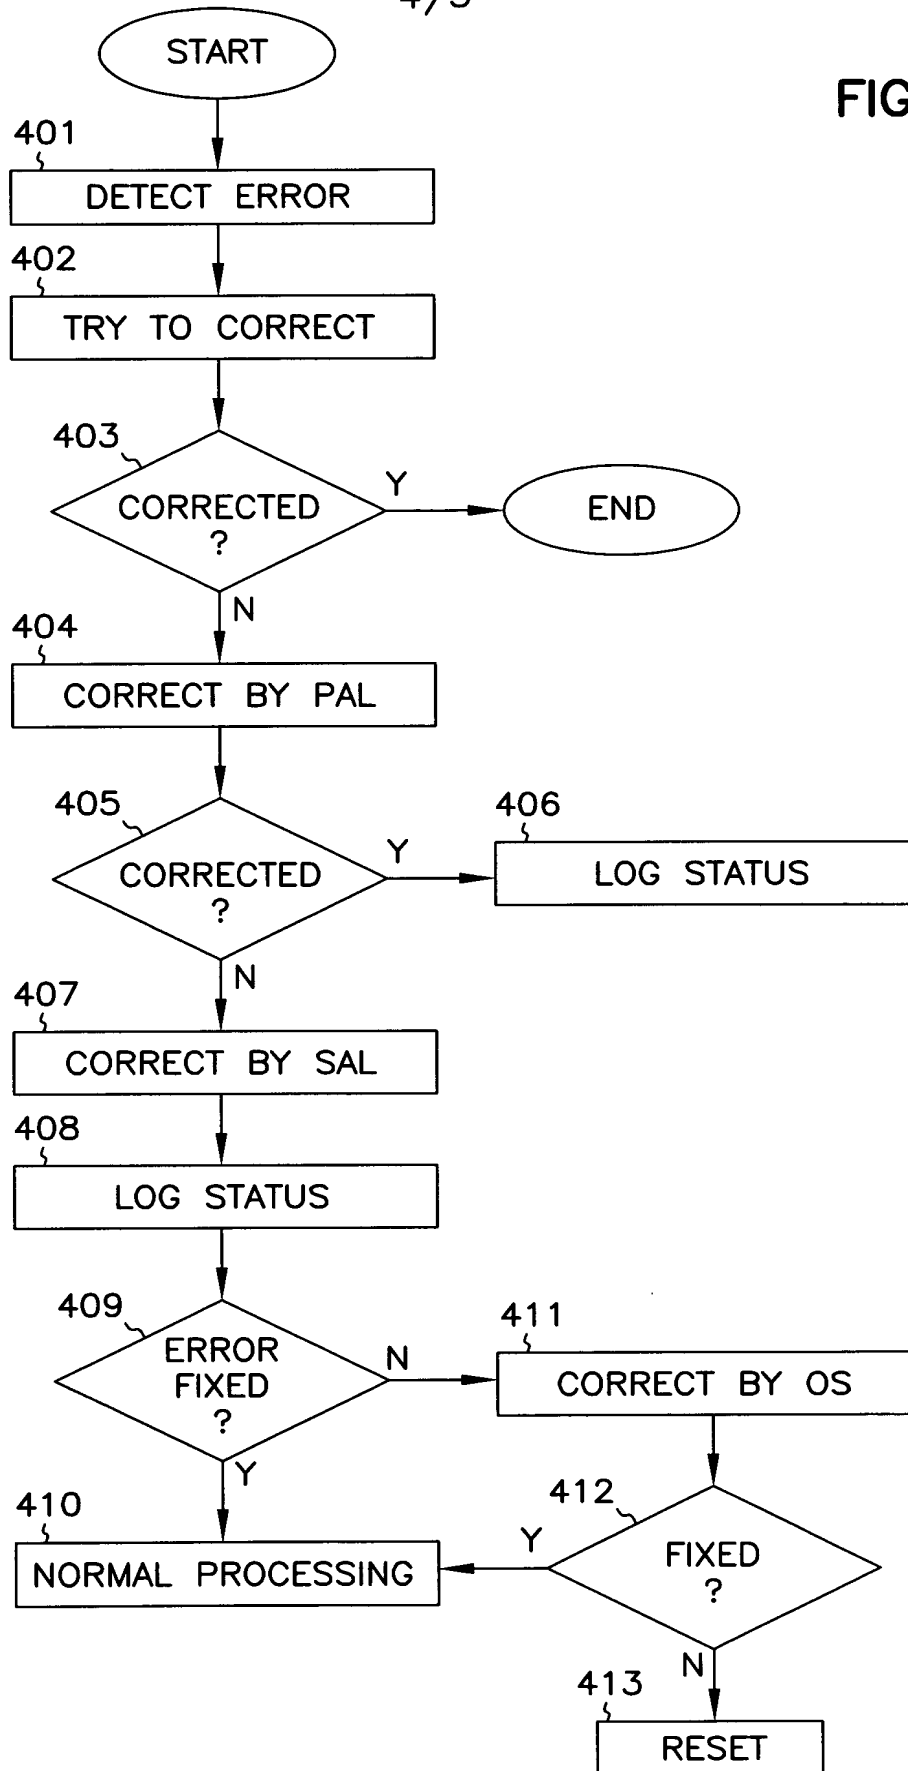 START
FIG
401
DETECT ERROR
402
TRY TO CORRECT
403
CORRECTED
?
Y
END
N
404
CORRECT BY PAL
405
CORRECTED
?
Y
406
LOG STATUS
N
407
CORRECT BY SAL
408
LOG STATUS
409
ERROR
FIXED
?
N
411
CORRECT BY OS
Y
410
NORMAL PROCESSING
412
FIXED
?
Y
N
413
RESET